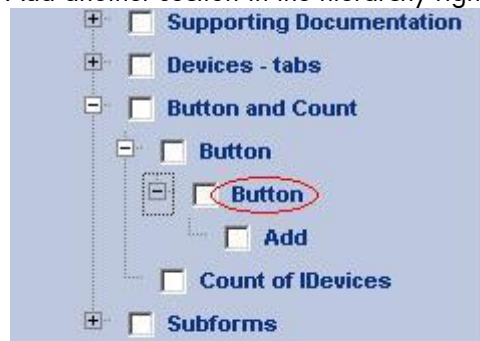 Add another section in the hierarchy righ
Supporting Documentation
Devices - tabs
Button and Count
Button
Button
Add
Count of IDevices
Subforms